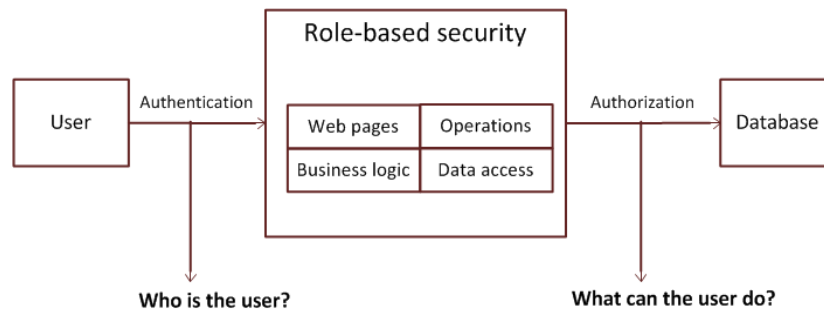 Role-based security
User
Authentication
Web pages
Operations
Business logic
Data access
Authorization
Database
Who is the user?
What can the user do?